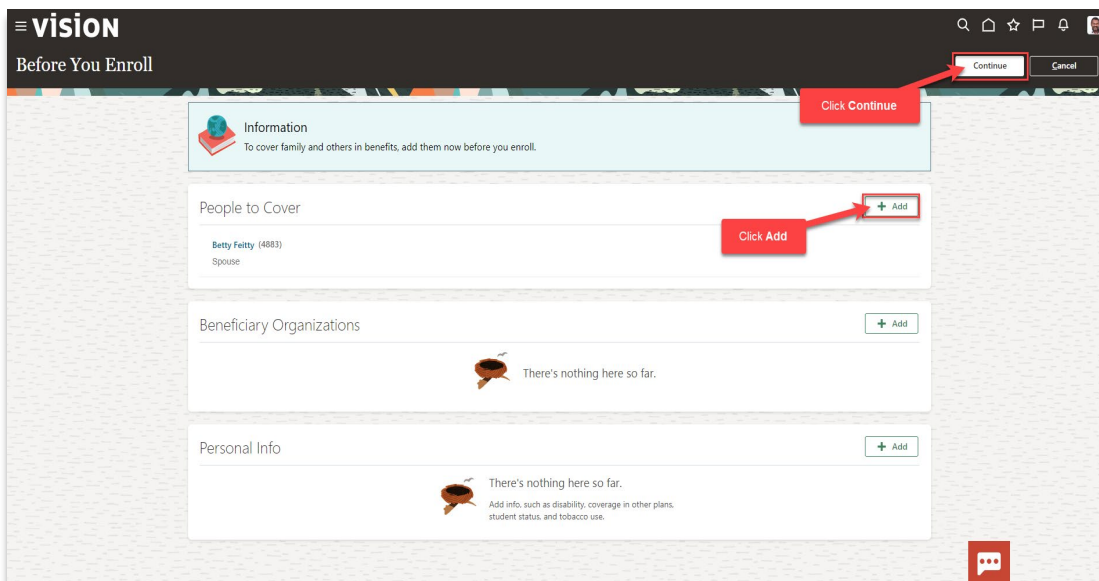 vision
Before You Enroll
Continue
Cancel
Click Continue
Information
To cover family and others in benefits, add them now before you enroll.
People to Cover
+ Add
Click Add
Betty Feitty (4883)
Spouse
Beneficiary Organizations
+ Add
There's nothing here so far.
Personal Info
+ Add
There's nothing here so far.
Add info, such as disability, coverage in other plans,
student status, and tobacco use.